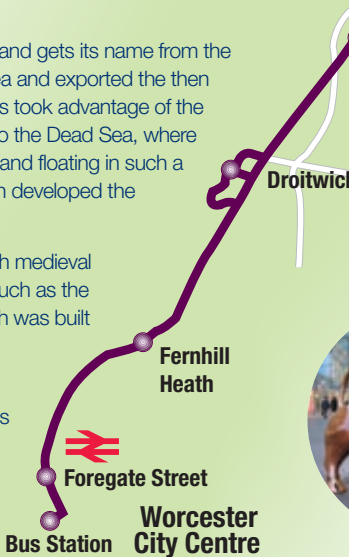 and gets its name from the
ea and exported the then
s took advantage of the
o the Dead Sea, where
and floating in such a
n developed the
h medieval
uch as the
h was built
s
Droitwich
Fernhill
Heath
Foregate Street
Worcester
City Centre
Bus Station